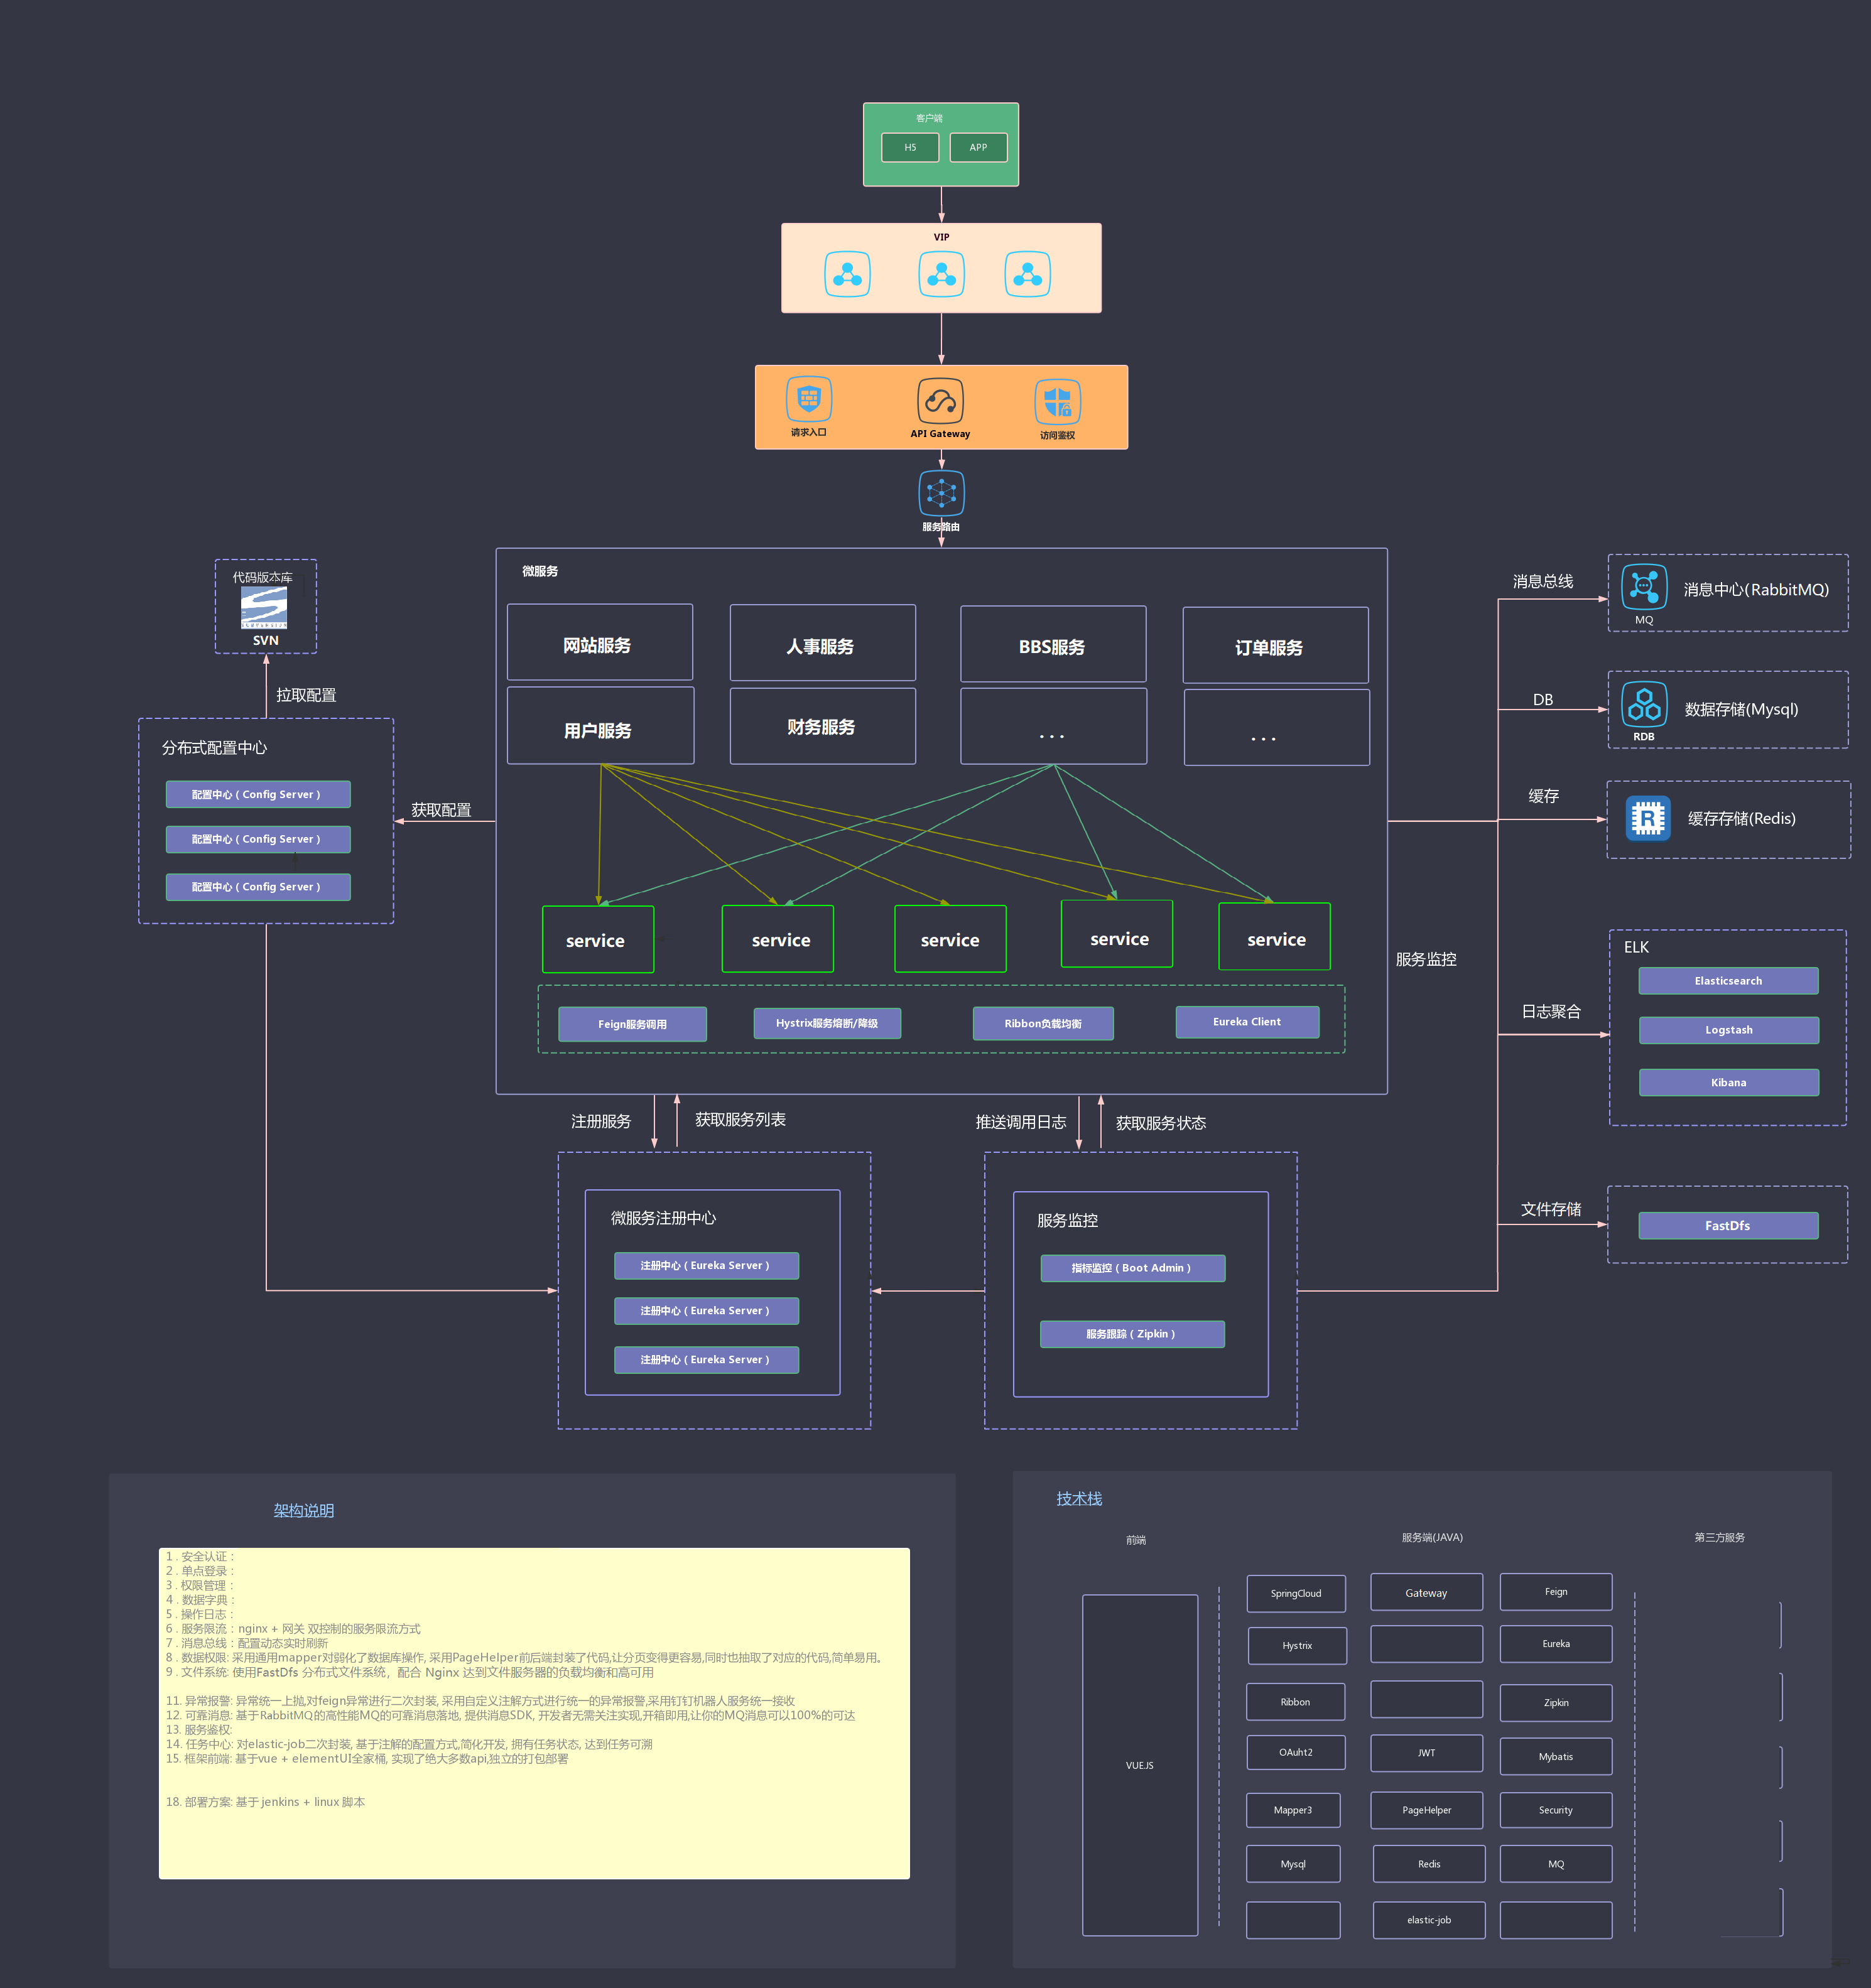 客户端
H5
APP
VIP
请求入口
API Gateway
访问鉴权
服务路由
微服务
网站服务
人事服务
BBS服务
订单服务
用户服务
财务服务
. . .
. . .
service
service
service
service
service
Feign服务调用
Hystrix服务熔断/降级
Ribbon负载均衡
Eureka Client
代码版本库
SVN
拉取配置
分布式配置中心
配置中心 ( Config Server )
配置中心 ( Config Server )
配置中心 ( Config Server )
获取配置
消息总线
MQ
消息中心(RabbitMQ)
DB
RDB
数据存储(Mysql)
缓存
R
缓存存储(Redis)
服务监控
日志聚合
ELK
Elasticsearch
Logstash
Kibana
文件存储
FastDfs
注册服务
获取服务列表
推送调用日志
获取服务状态
微服务注册中心
注册中心 ( Eureka Server )
注册中心 ( Eureka Server )
注册中心 ( Eureka Server )
服务监控
指标监控 ( Boot Admin )
服务跟踪 ( Zipkin )
架构说明
1 . 安全认证：
2 . 单点登录：
3 . 权限管理：
4 . 数据字典：
5 . 操作日志：
6 . 服务限流：nginx + 网关 双控制的服务限流方式
7 . 消息总线：配置动态实时刷新
8 . 数据权限: 采用通用mapper对弱化了数据库操作, 采用PageHelper前后端封装了代码,让分页变得更容易,同时也抽取了对应的代码,简单易用。
9 . 文件系统: 使用FastDfs 分布式文件系统，配合 Nginx 达到文件服务器的负载均衡和高可用
11. 异常报警: 异常统一上抛,对feign异常进行二次封装, 采用自定义注解方式进行统一的异常报警,采用钉钉机器人服务统一接收
12. 可靠消息: 基于RabbitMQ的高性能MQ的可靠消息落地, 提供消息SDK, 开发者无需关注实现,开箱即用,让你的MQ消息可以100%的可达
13. 服务鉴权:
14. 任务中心: 对elastic-job二次封装, 基于注解的配置方式,简化开发, 拥有任务状态, 达到任务可溯
15. 框架前端: 基于vue + elementUI全家桶, 实现了绝大多数api,独立的打包部署
18. 部署方案: 基于 jenkins + linux 脚本
技术栈
前端
服务端(JAVA)
第三方服务
VUE.JS
SpringCloud
Gateway
Feign
Hystrix
Eureka
Ribbon
Zipkin
OAuht2
JWT
Mybatis
Mapper3
PageHelper
Security
Mysql
Redis
MQ
elastic-job